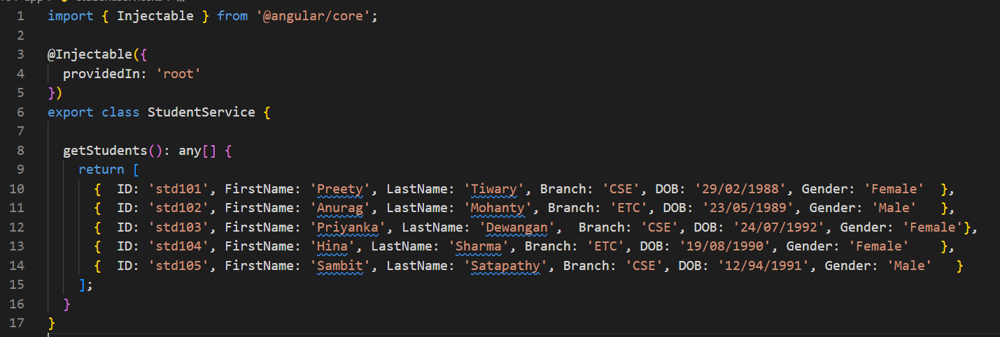 1 import { Injectable } from '@angular/core';
2
3 @Injectable({
4 providedIn: 'root'
5 })
6 export class StudentService {
7
8 getStudents(): any[] {
9 return [
10 { ID: 'std101', FirstName: 'Preety', LastName: 'Tiwary', Branch: 'CSE', DOB: '29/02/1988', Gender: 'Female' },
11 { ID: 'std102', FirstName: 'Anurag', LastName: 'Mohanty', Branch: 'ETC', DOB: '23/05/1989', Gender: 'Male' },
12 { ID: 'std103', FirstName: 'Priyanka', LastName: 'Dewangan', Branch: 'CSE', DOB: '24/07/1992', Gender: 'Female'},
13 { ID: 'std104', FirstName: 'Hina', LastName: 'Sharma', Branch: 'ETC', DOB: '19/08/1990', Gender: 'Female' },
14 { ID: 'std105', FirstName: 'Sambit', LastName: 'Satapathy', Branch: 'CSE', DOB: '12/94/1991', Gender: 'Male' }
15 ];
16 }
17 }